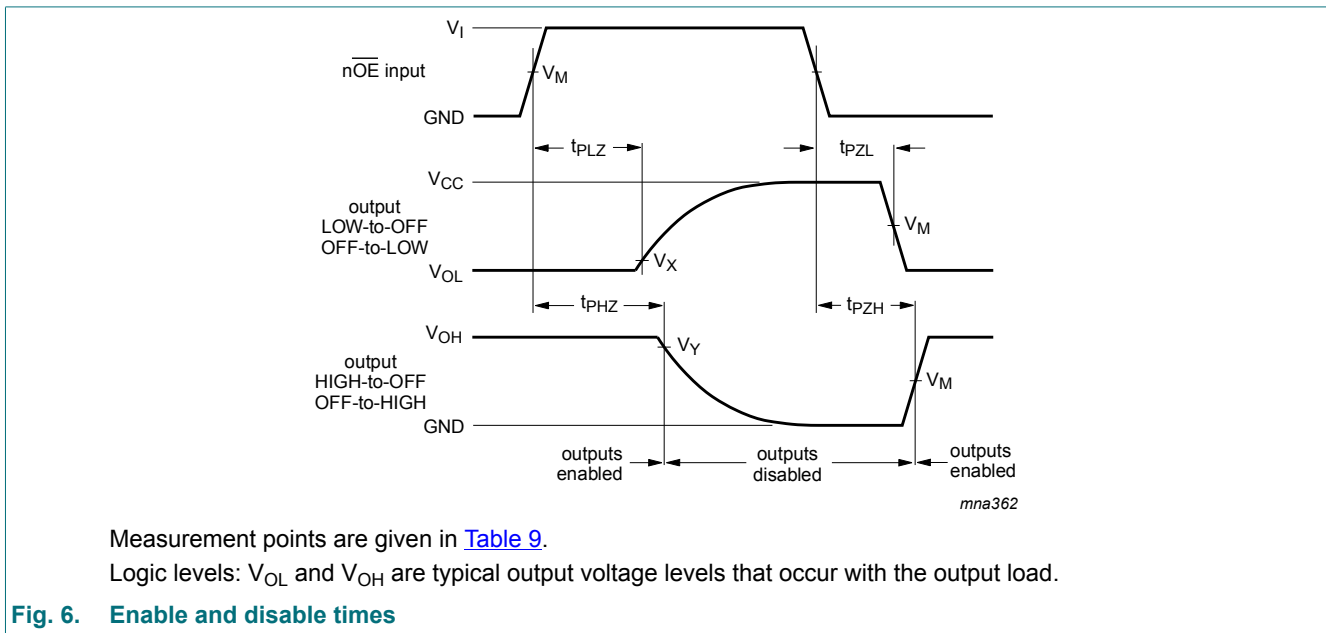 V_I
nOE input
V_M
GND
t_PLZ
t_PZL
V_CC
output
LOW-to-OFF
OFF-to-LOW
V_M
V_X
V_OL
t_PHZ
t_PZH
V_OH
V_Y
output
HIGH-to-OFF
OFF-to-HIGH
V_M
GND
outputs
enabled
outputs
disabled
outputs
enabled
mna362
Measurement points are given in Table 9.
Logic levels: V_OL and V_OH are typical output voltage levels that occur with the output load.
Fig. 6. Enable and disable times